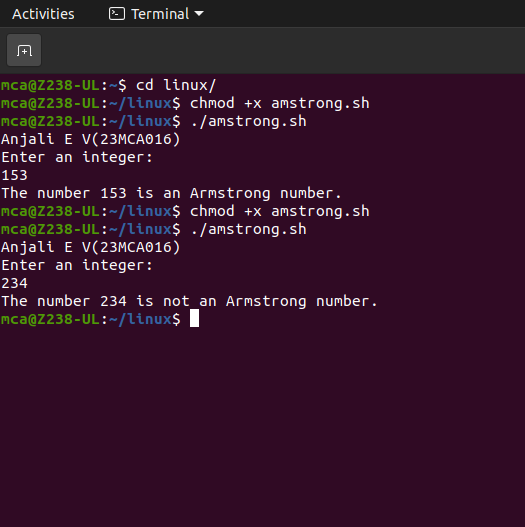 Activities Terminal
mca@Z238-UL:~$ cd linux/
mca@Z238-UL:~/linux$ chmod +x amstrong.sh
mca@Z238-UL:~/linux$ ./amstrong.sh
Anjali E V(23MCA016)
Enter an integer:
153
The number 153 is an Armstrong number.
mca@Z238-UL:~/linux$ chmod +x amstrong.sh
mca@Z238-UL:~/linux$ ./amstrong.sh
Anjali E V(23MCA016)
Enter an integer:
234
The number 234 is not an Armstrong number.
mca@Z238-UL:~/linux$